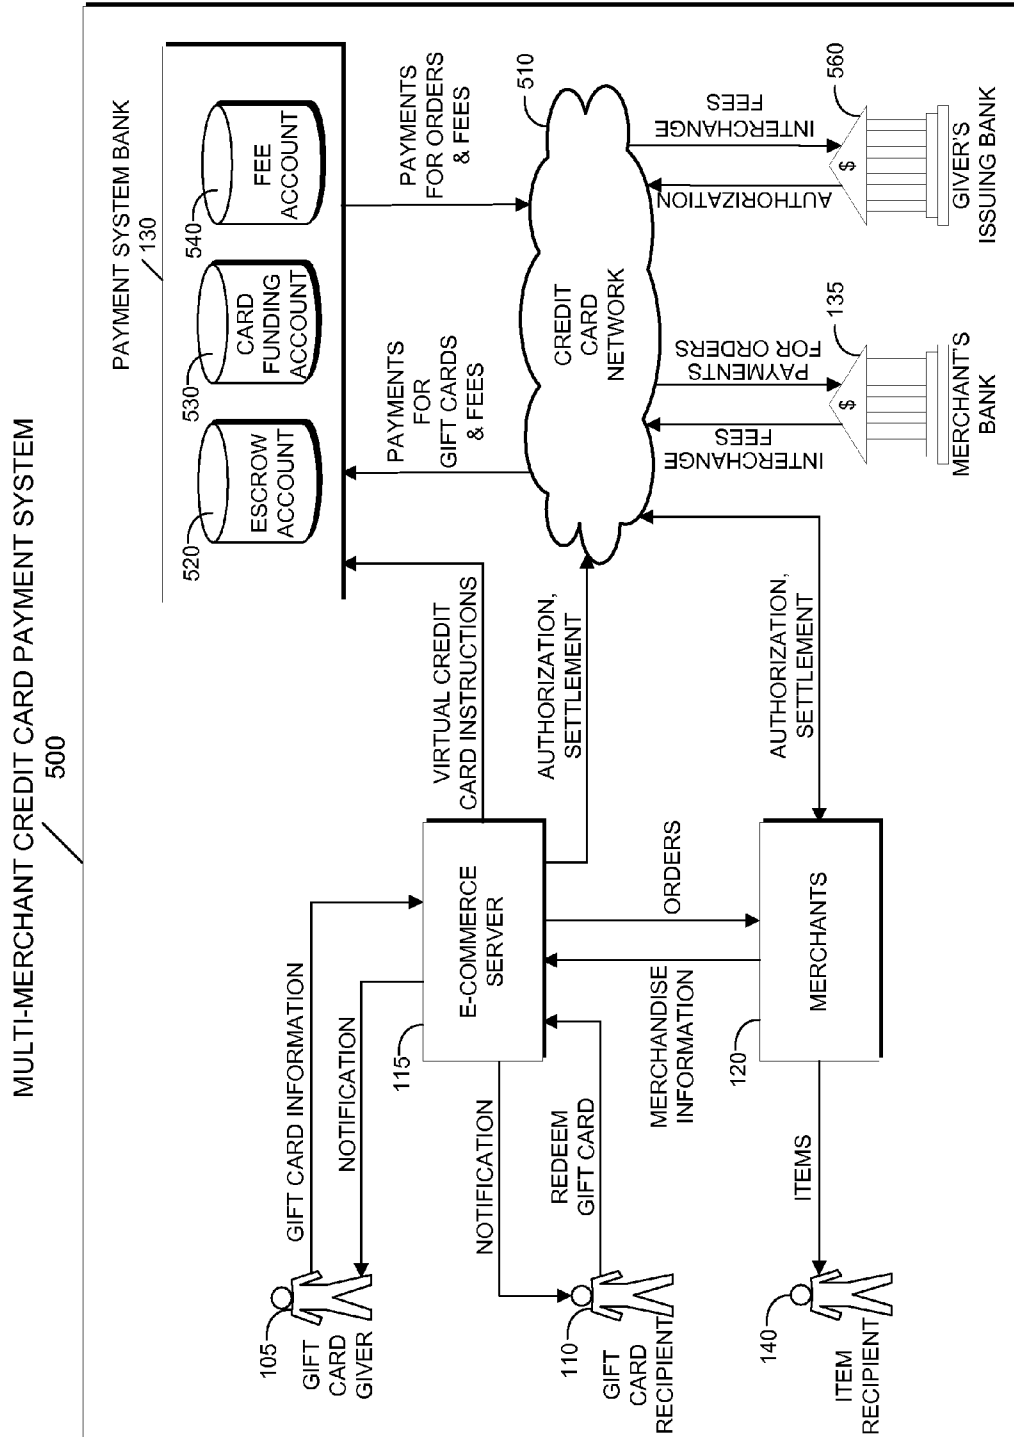 MULTI-MERCHANT CREDIT CARD PAYMENT SYSTEM
500
PAYMENT SYSTEM BANK
130
520
ESCROW
ACCOUNT
530
CARD
FUNDING
ACCOUNT
540
FEE
ACCOUNT
105
GIFT
CARD
GIVER
GIFT CARD INFORMATION
NOTIFICATION
115
E-COMMERCE
SERVER
VIRTUAL CREDIT
CARD INSTRUCTIONS
PAYMENTS
FOR
GIFT CARDS
& FEES
PAYMENTS
FOR ORDERS
& FEES
510
CREDIT
CARD
NETWORK
AUTHORIZATION,
SETTLEMENT
NOTIFICATION
REDEEM
GIFT CARD
110
GIFT
CARD
RECIPIENT
MERCHANDISE
INFORMATION
ORDERS
INTERCHANGE
FEES
PAYMENTS
FOR ORDERS
AUTHORIZATION
INTERCHANGE
FEES
120
MERCHANTS
AUTHORIZATION,
SETTLEMENT
ITEMS
140
ITEM
RECIPIENT
135
$
MERCHANT'S
BANK
560
$
GIVER'S
ISSUING BANK